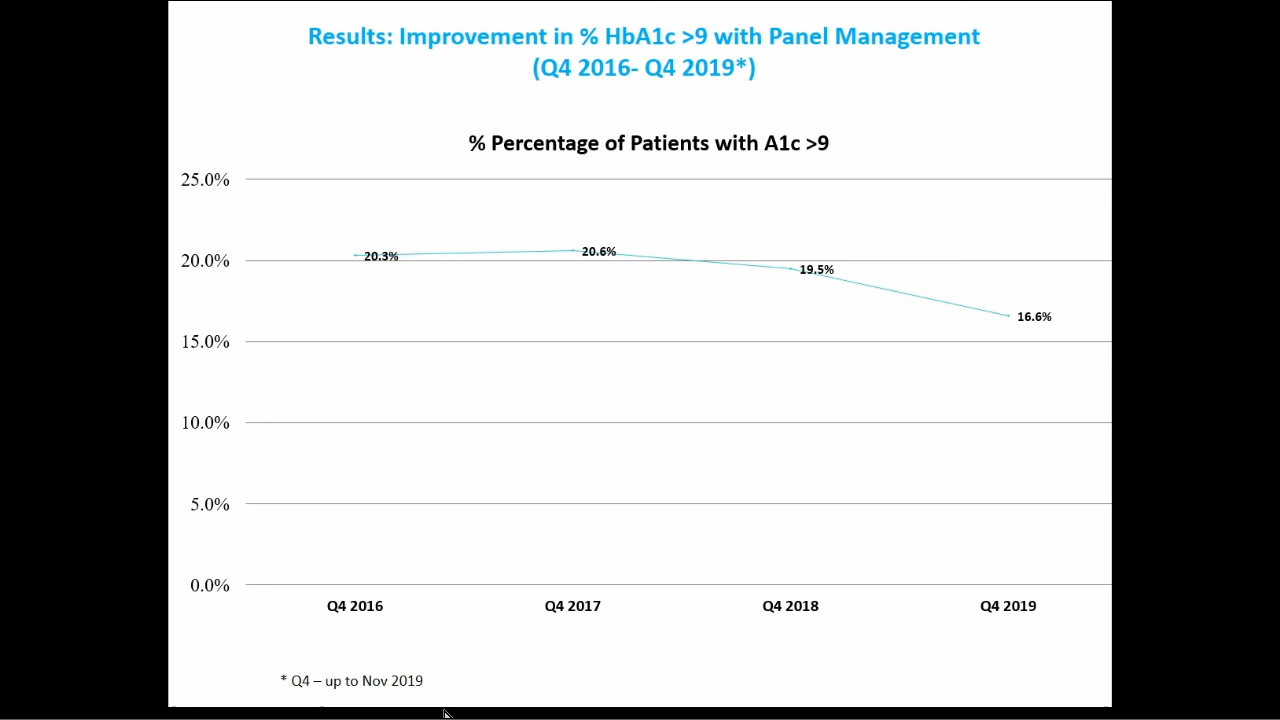 Results: Improvement in % HbA1c >9 with Panel Management
(Q4 2016- Q4 2019*)
% Percentage of Patients with A1c >9
25.0%
20.0%
15.0%
10.0%
5.0%
0.0%
20.3%
20.6%
19.5%
16.6%
Q4 2016
Q4 2017
Q4 2018
Q4 2019
* Q4 – up to Nov 2019